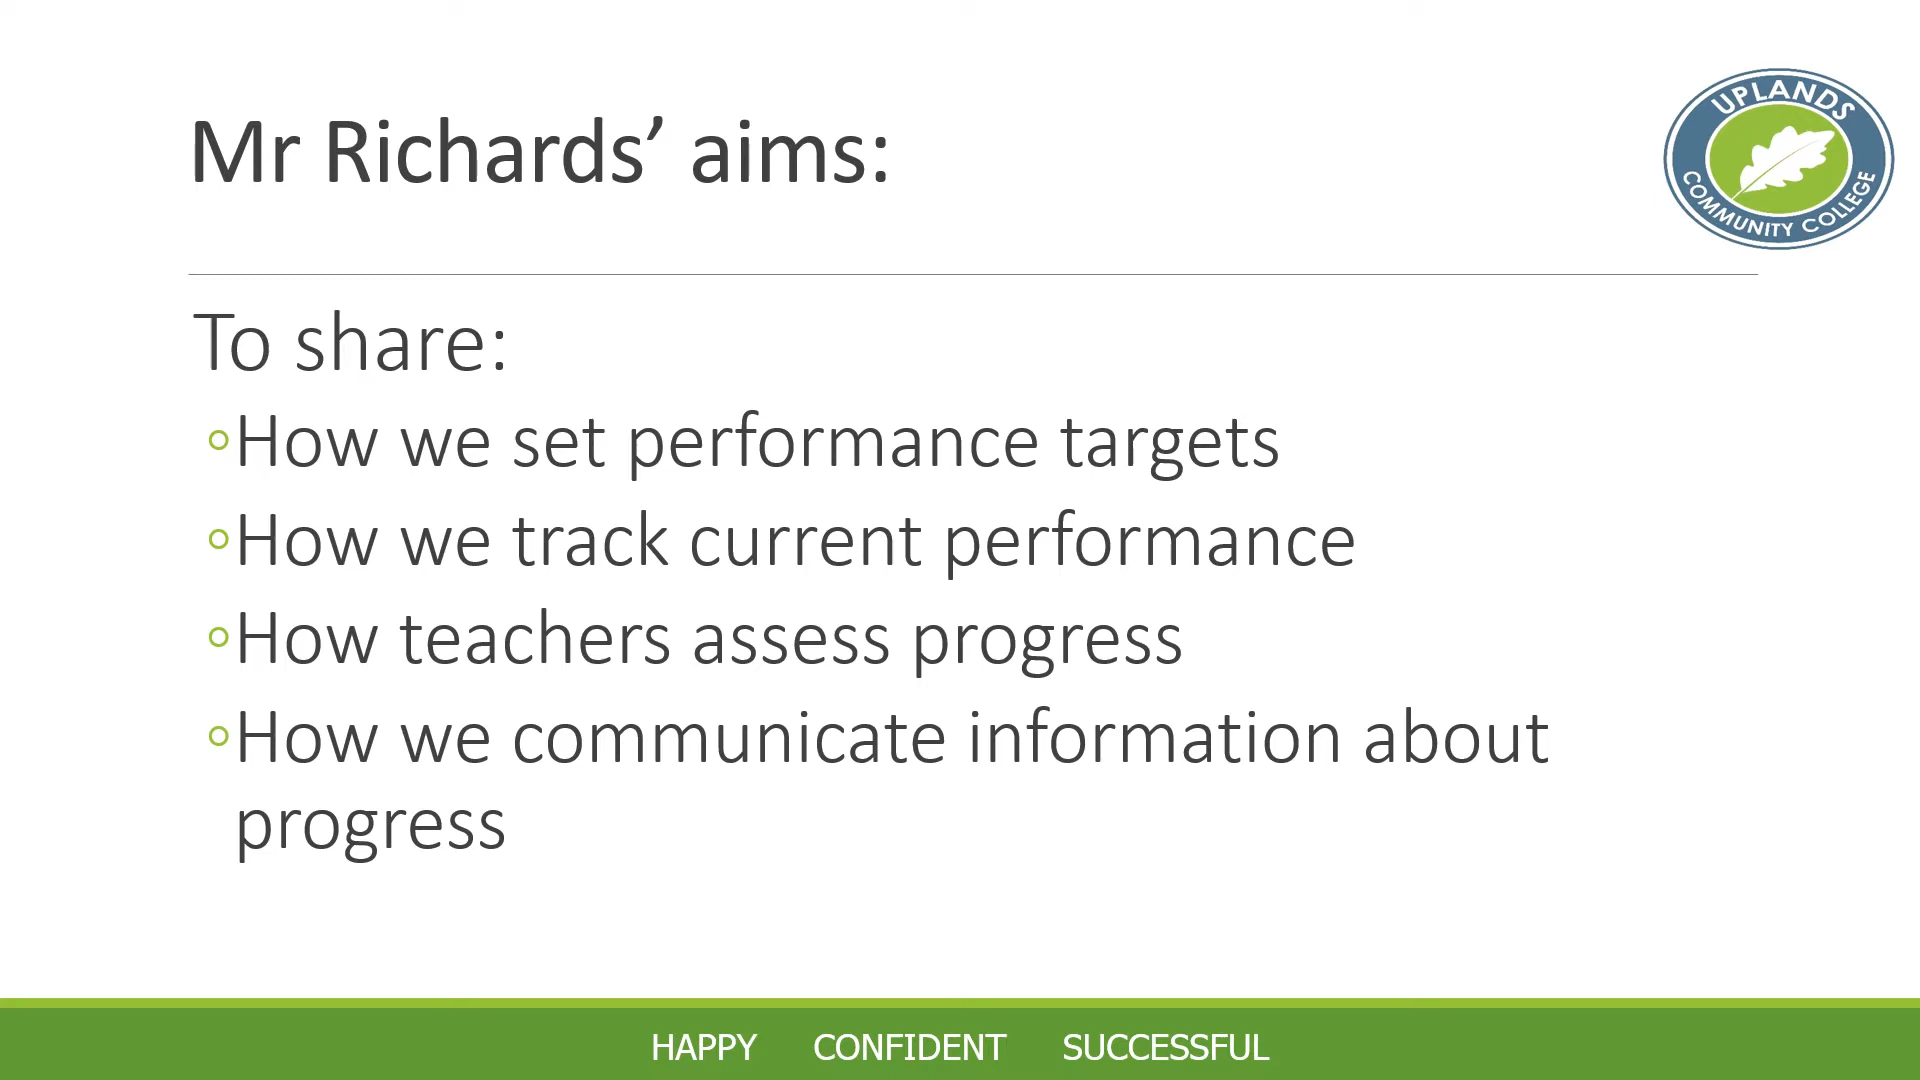 Mr Richards’ aims:
UPLANDS
COMMUNITY COLLEGE
To share:
◦How we set performance targets
◦How we track current performance
◦How teachers assess progress
◦How we communicate information about
progress
HAPPY CONFIDENT SUCCESSFUL